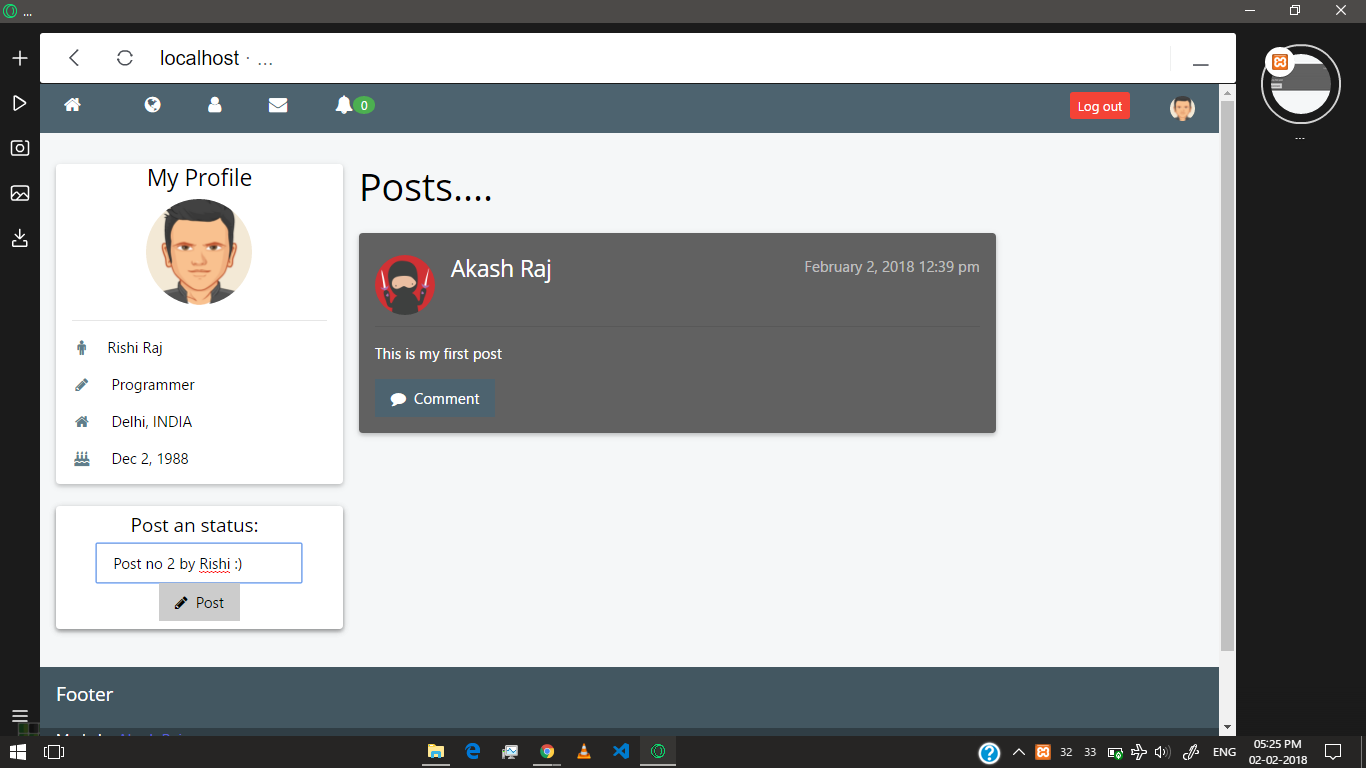 ...
localhost · ...
0
Log out
...
My Profile
Rishi Raj
Programmer
Delhi, INDIA
Dec 2, 1988
Post an status:
Post no 2 by Rishi :)
Post
Posts....
Akash Raj
February 2, 2018 12:39 pm
This is my first post
Comment
Footer
32 33 ENG
05:25 PM
02-02-2018